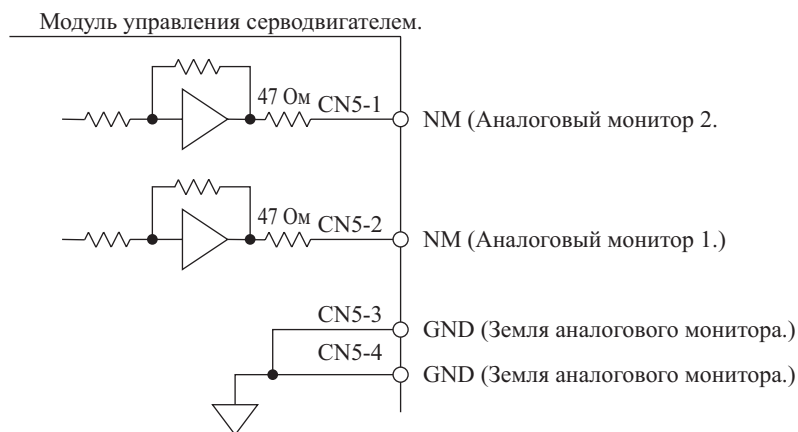 Модуль управления серводвигателем.
47 Ом CN5-1 NM (Аналоговый монитор 2.
47 Ом CN5-2 NM (Аналоговый монитор 1.)
CN5-3 GND (Земля аналогового монитора.)
CN5-4 GND (Земля аналогового монитора.)